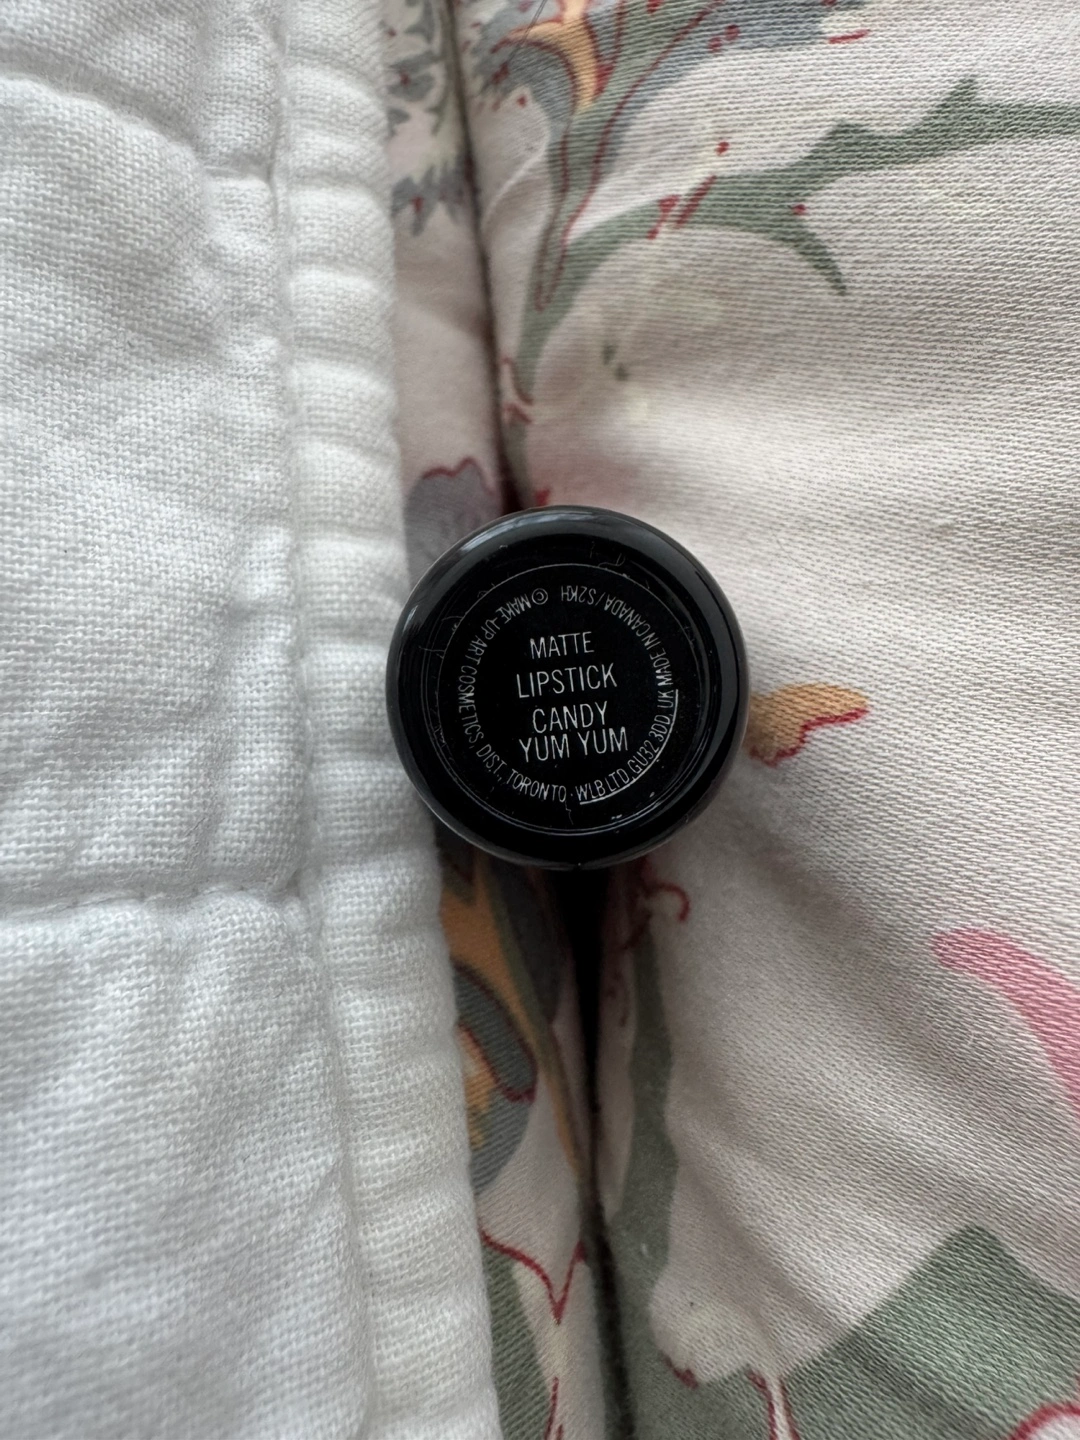 MATTE
LIPSTICK
CANDY
YUM YUM
© MAKE-UP ART COSMETICS, DIST., TORONTO · WLB LTD, GU32 3DD, UK MADE IN CANADA / S2KH